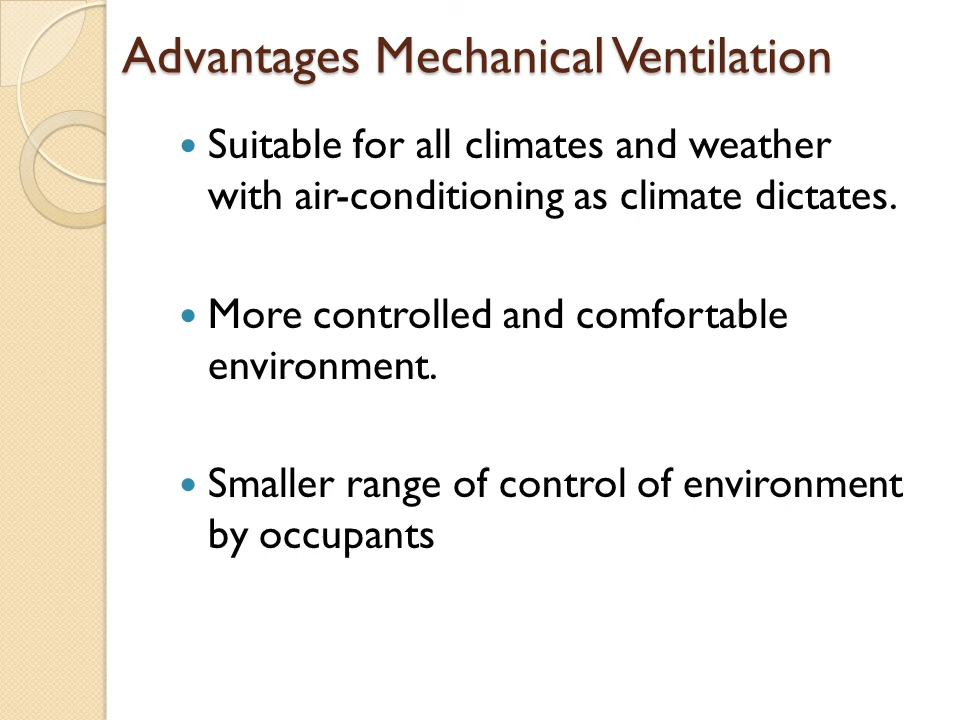 Advantages Mechanical Ventilation
• Suitable for all climates and weather
with air-conditioning as climate dictates.
• More controlled and comfortable
environment.
• Smaller range of control of environment
by occupants